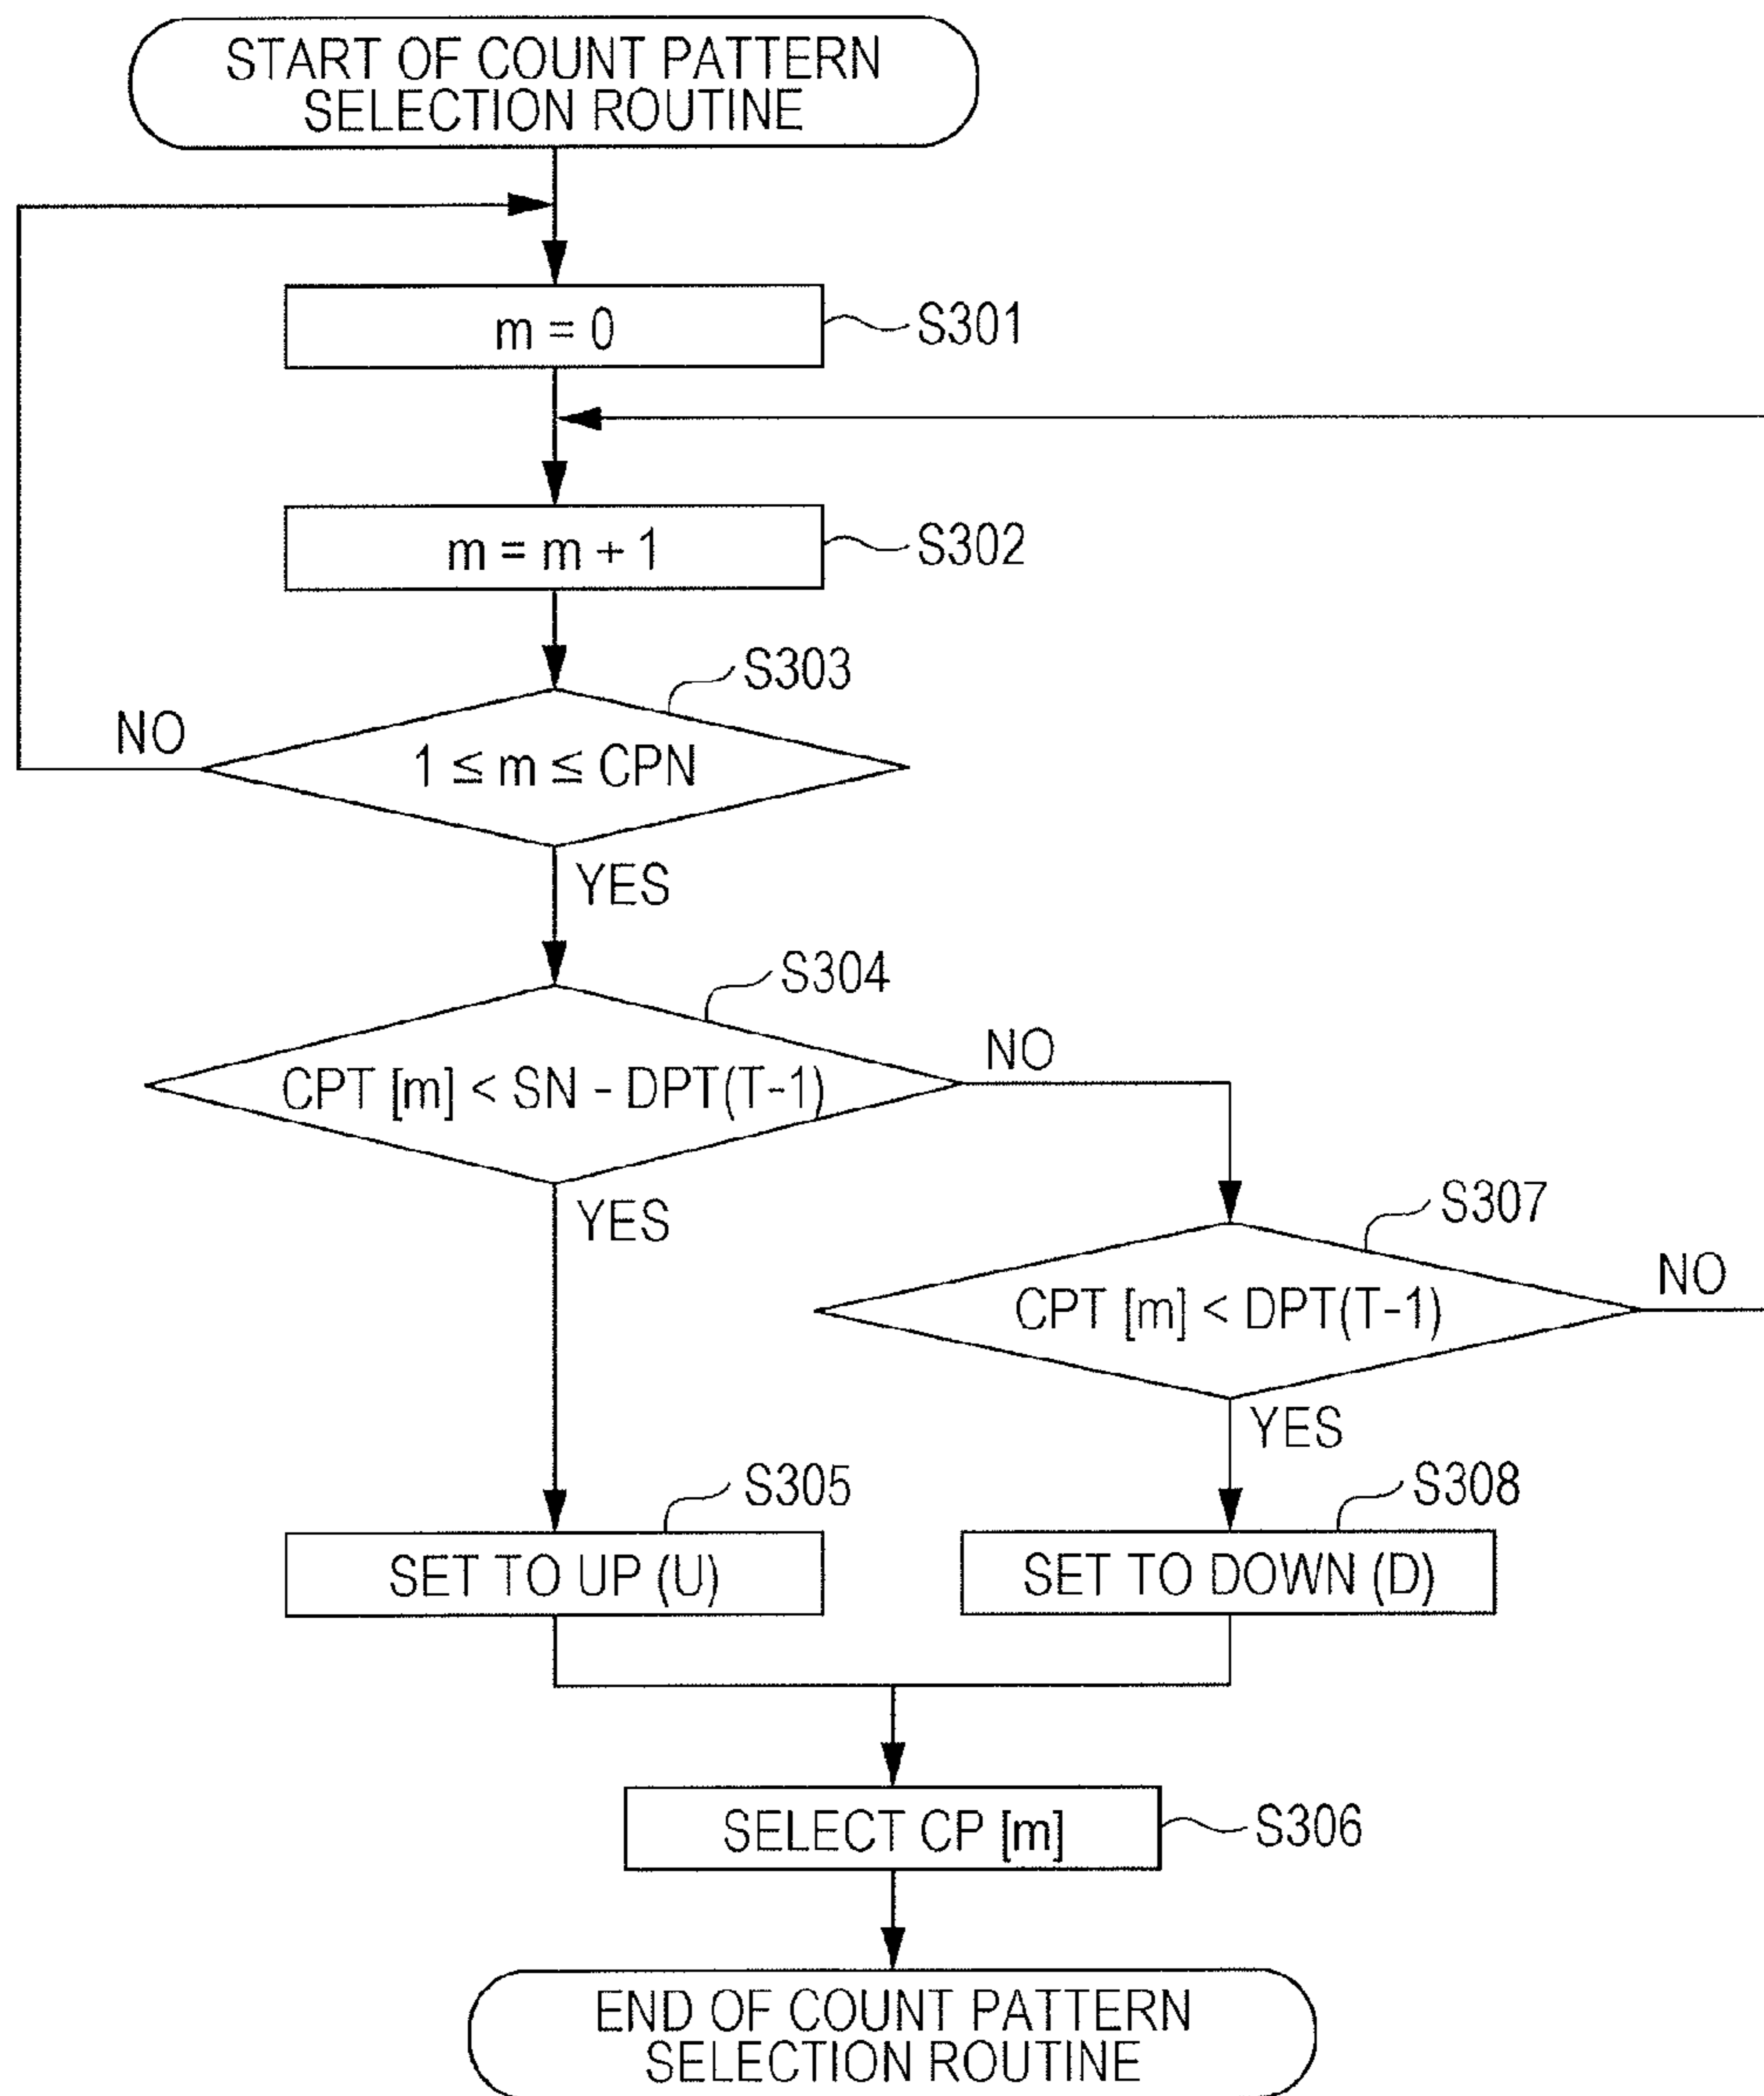 START OF COUNT PATTERN
SELECTION ROUTINE
m = 0
S301
m = m + 1
S302
S303
NO
1 ≤ m ≤ CPN
YES
S304
NO
CPT [m] < SN - DPT(T-1)
YES
S307
NO
CPT [m] < DPT(T-1)
YES
S305
S308
SET TO UP (U)
SET TO DOWN (D)
SELECT CP [m]
S306
END OF COUNT PATTERN
SELECTION ROUTINE